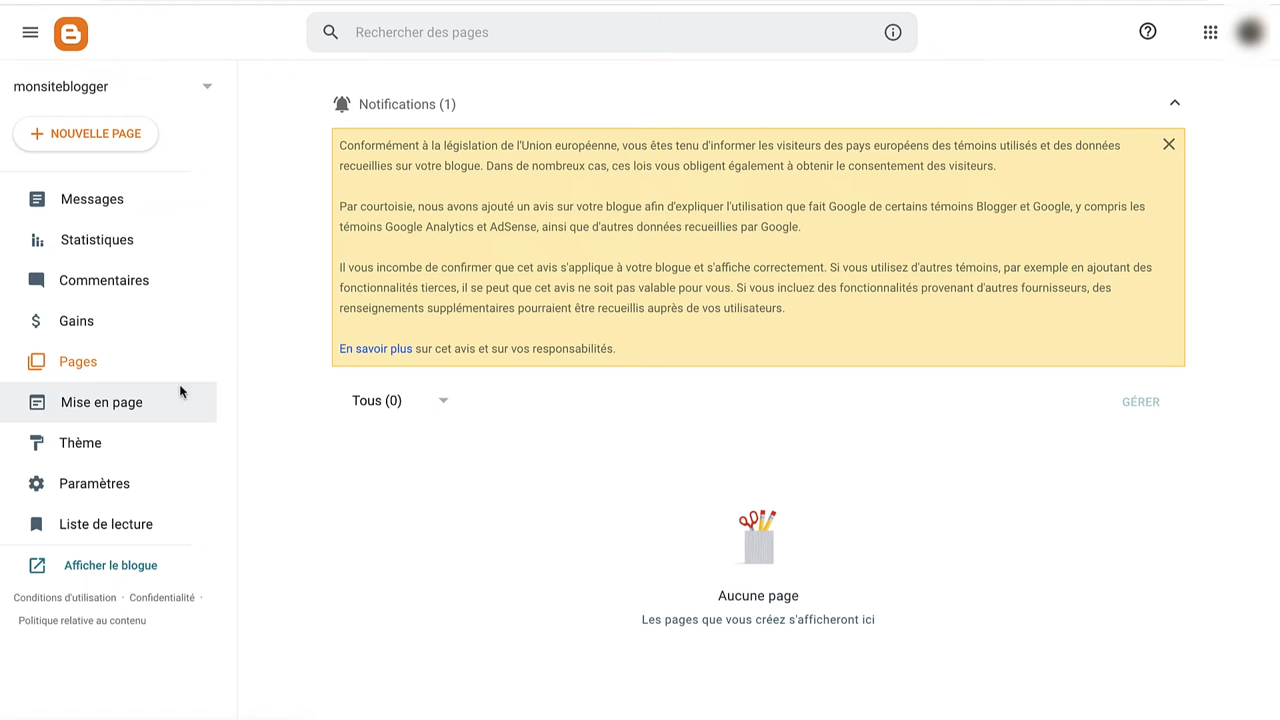 Rechercher des pages
monsiteblogger
NOUVELLE PAGE
Messages
Statistiques
Commentaires
Gains
Pages
Mise en page
Thème
Paramètres
Liste de lecture
Afficher le blogue
Conditions d'utilisation · Confidentialité ·
Politique relative au contenu
Notifications (1)
Conformément à la législation de l'Union européenne, vous êtes tenu d'informer les visiteurs des pays européens des témoins utilisés et des données
recueillies sur votre blogue. Dans de nombreux cas, ces lois vous obligent également à obtenir le consentement des visiteurs.
Par courtoisie, nous avons ajouté un avis sur votre blogue afin d'expliquer l'utilisation que fait Google de certains témoins Blogger et Google, y compris les
témoins Google Analytics et AdSense, ainsi que d'autres données recueillies par Google.
Il vous incombe de confirmer que cet avis s'applique à votre blogue et s'affiche correctement. Si vous utilisez d'autres témoins, par exemple en ajoutant des
fonctionnalités tierces, il se peut que cet avis ne soit pas valable pour vous. Si vous incluez des fonctionnalités provenant d'autres fournisseurs, des
renseignements supplémentaires pourraient être recueillis auprès de vos utilisateurs.
En savoir plus sur cet avis et sur vos responsabilités.
Tous (0)
GÉRER
Aucune page
Les pages que vous créez s'afficheront ici